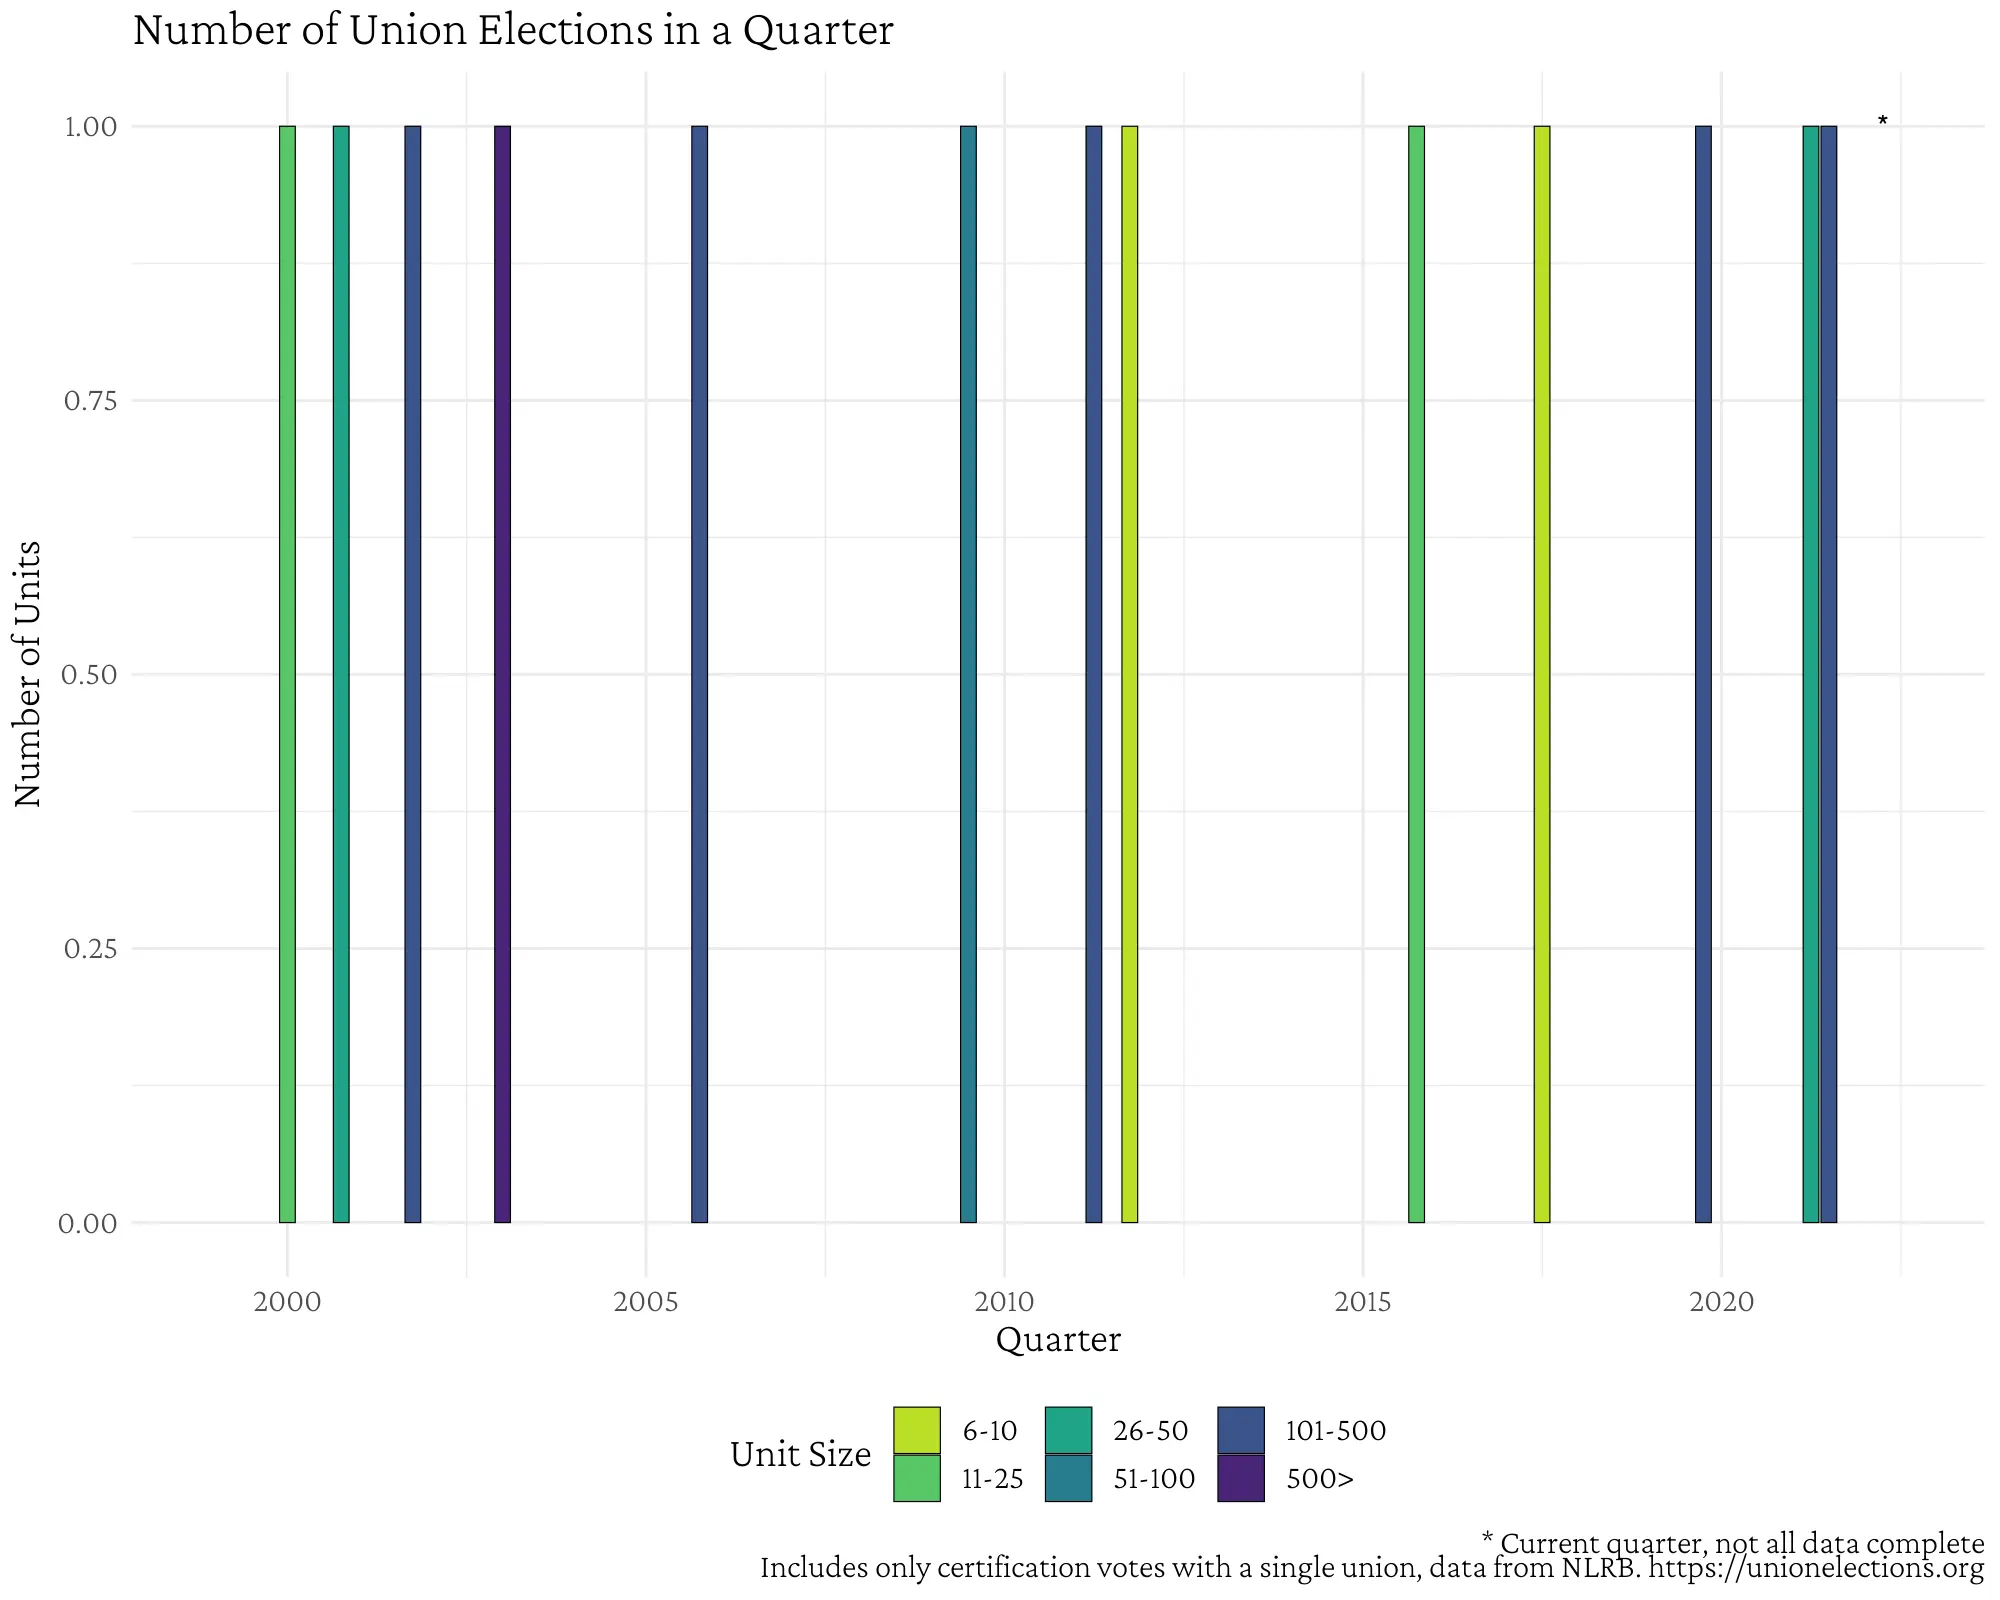 Number of Union Elections in a Quarter
*
1.00
0.75
0.50
0.25
0.00
Number of Units
2000 2005 2010 2015 2020
Quarter
Unit Size
6-10 26-50 101-500
11-25 51-100 500>
* Current quarter, not all data complete
Includes only certification votes with a single union, data from NLRB. https://unionelections.org